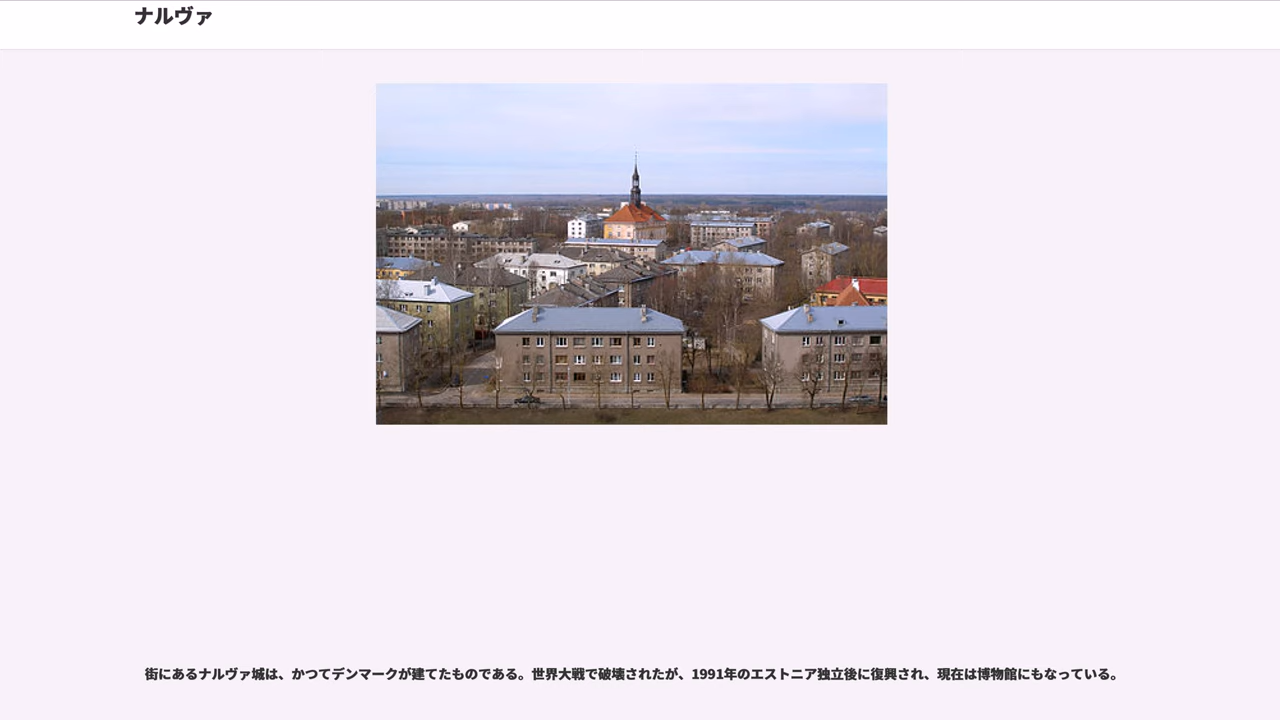 ナルヴァ
街にあるナルヴァ城は、かつてデンマークが建てたものである。世界大戦で破壊されたが、1991年のエストニア独立後に復興され、現在は博物館にもなっている。